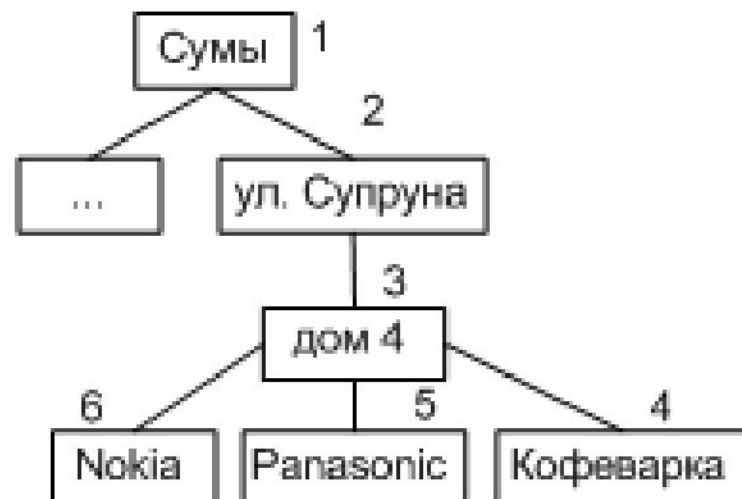 Сумы 1
2
... ул. Супруна
3
дом 4
6 5 4
Nokia Panasonic Кофеварка